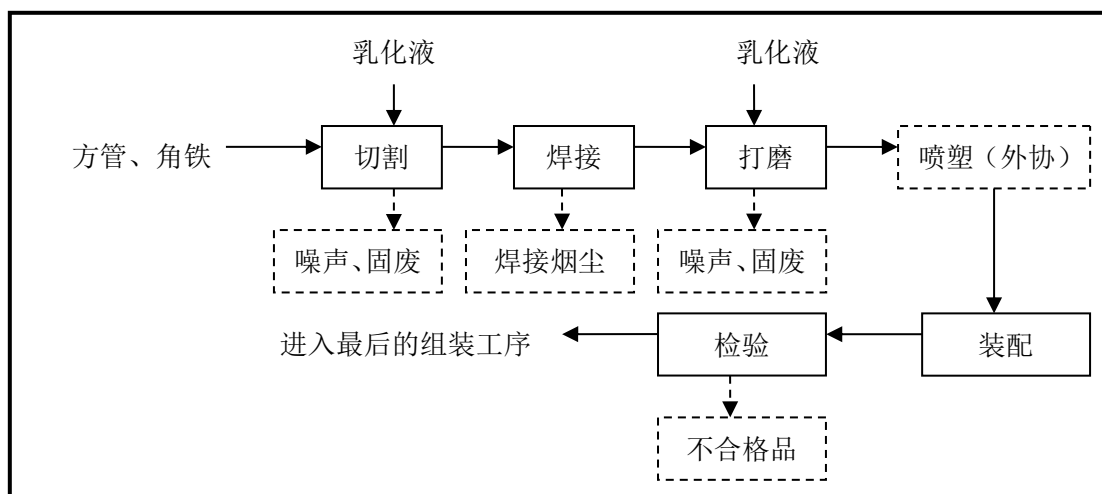 乳化液 乳化液
方管、角铁 切割 焊接 打磨 喷塑（外协）
噪声、固废 焊接烟尘 噪声、固废
进入最后的组装工序 检验 装配
不合格品